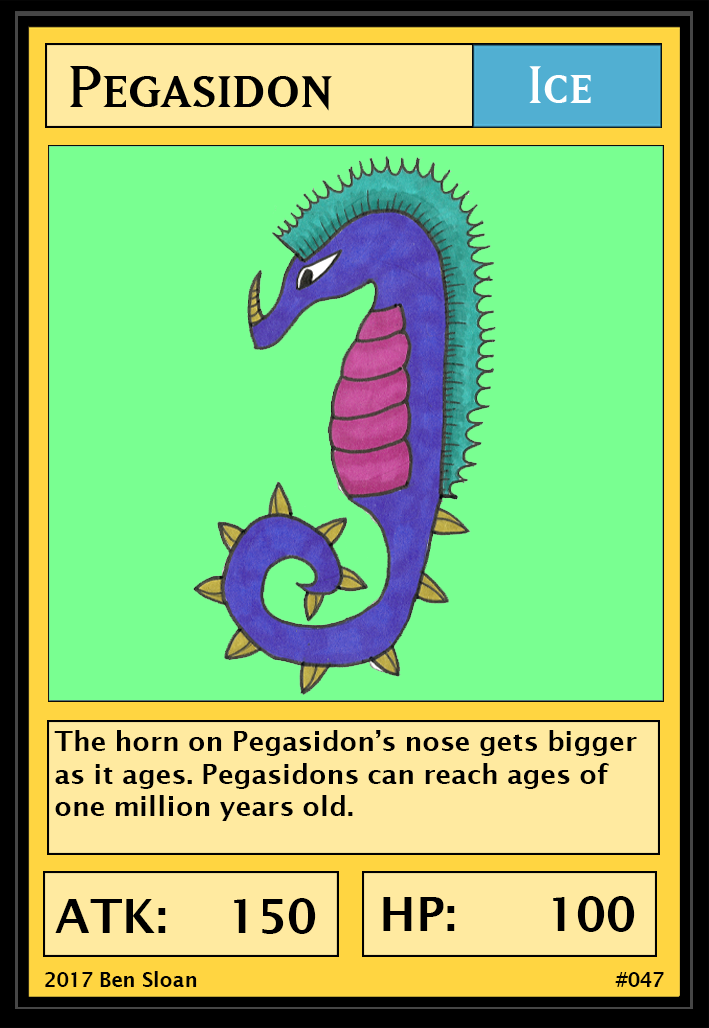 Pegasidon
Ice
The horn on Pegasidon’s nose gets bigger
as it ages. Pegasidons can reach ages of
one million years old.
ATK: 150
HP: 100
2017 Ben Sloan
#047